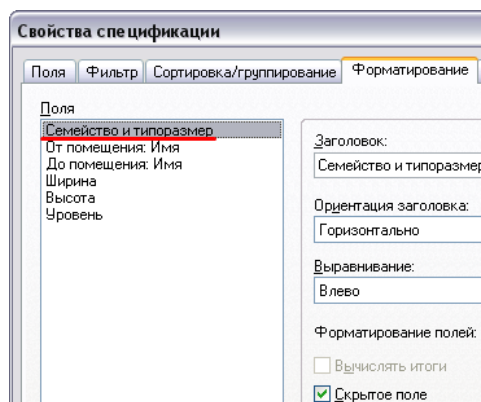 Свойства спецификации
Поля Фильтр Сортировка/группирование Форматирование
Поля
Семейство и типоразмер
От помещения: Имя
До помещения: Имя
Ширина
Высота
Уровень
Заголовок:
Семейство и типоразмер
Ориентация заголовка:
Горизонтально
Выравнивание:
Влево
Форматирование полей:
Вычислять итоги
Скрытое поле